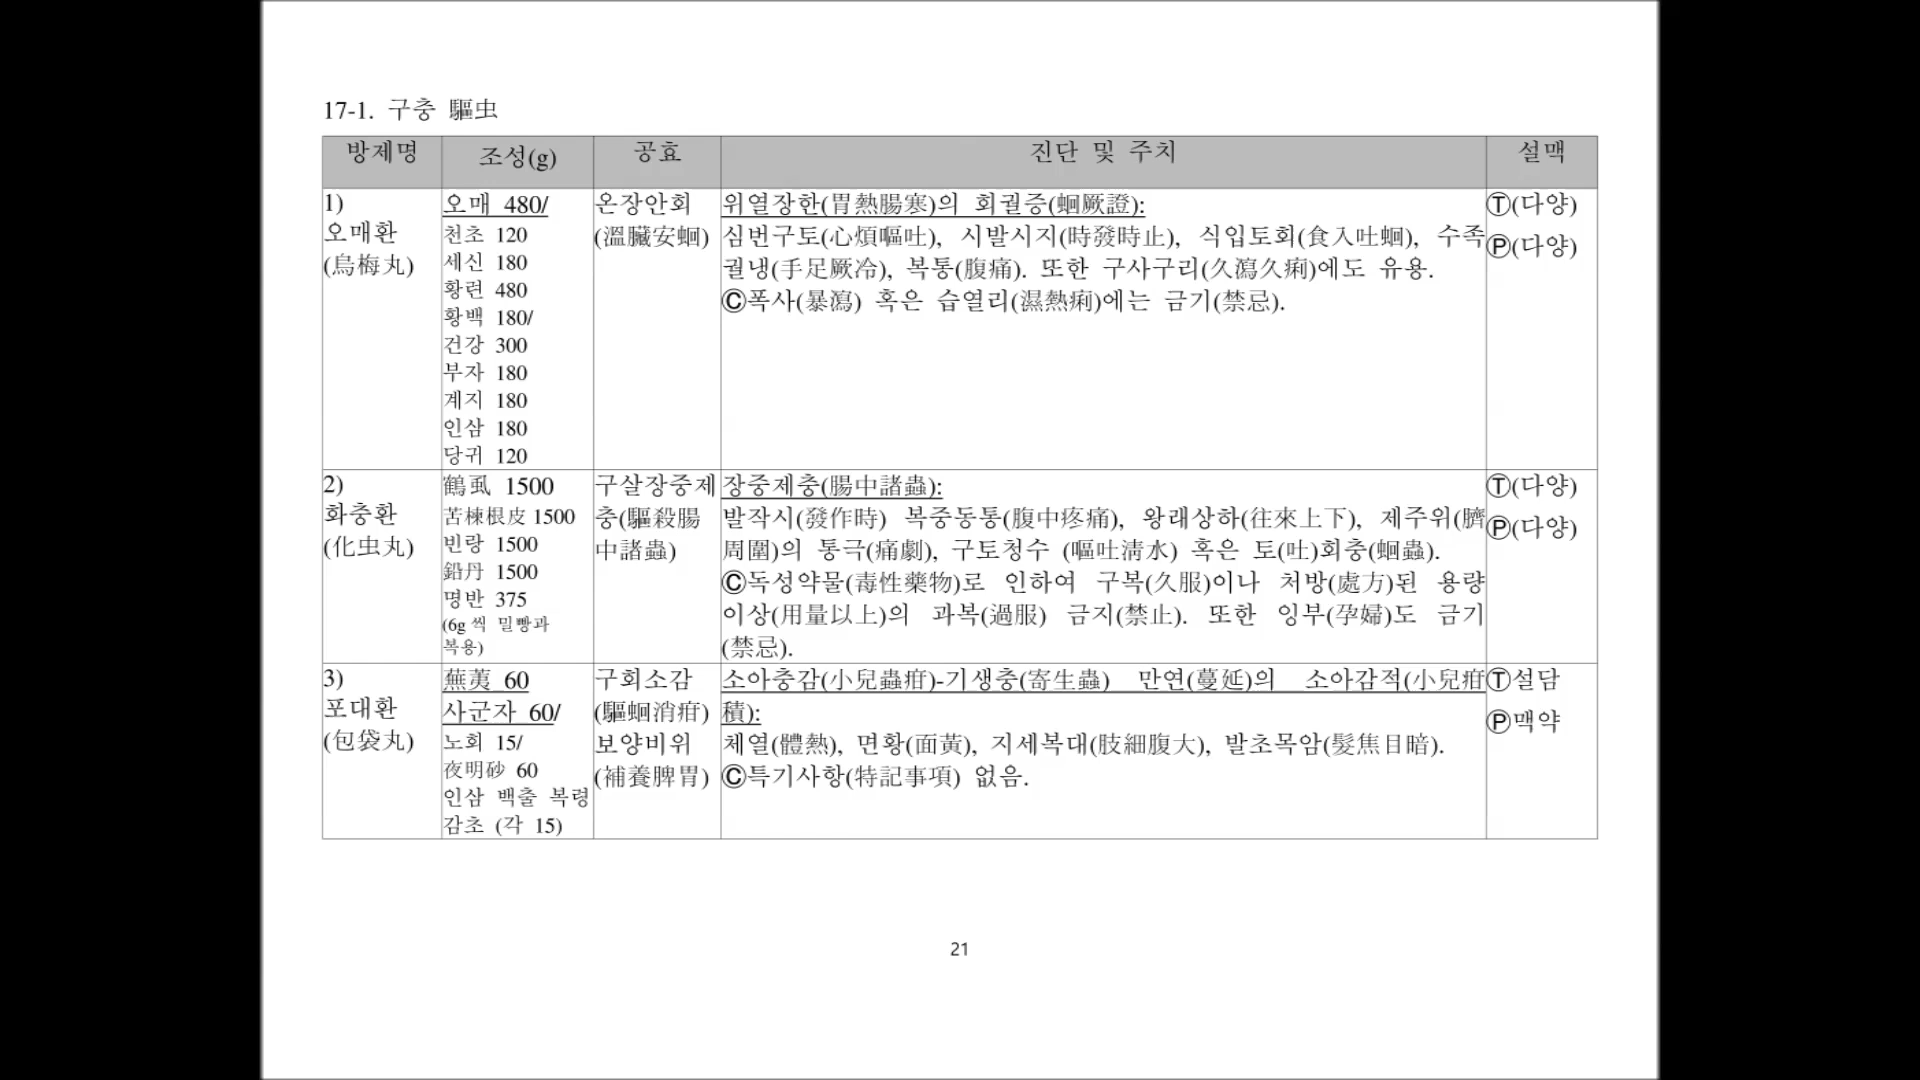 17-1. 구충 驅虫
방제명 조성(g) 공효 진단 및 주치 설맥
1)
오매환
(烏梅丸)
오매 480/
천초 120
세신 180
황련 480
황백 180/
건강 300
부자 180
계지 180
인삼 180
당귀 120
온장안회
(溫臟安蛔)
위열장한(胃熱腸寒)의 회궐증(蛔厥證):
심번구토(心煩嘔吐), 시발시지(時發時止), 식입토회(食入吐蛔), 수족
궐냉(手足厥冷), 복통(腹痛). 또한 구사구리(久瀉久痢)에도 유용.
Ⓒ폭사(暴瀉) 혹은 습열리(濕熱痢)에는 금기(禁忌).
Ⓣ(다양)
Ⓟ(다양)
2)
화충환
(化虫丸)
鶴虱 1500
苦楝根皮 1500
빈랑 1500
鉛丹 1500
명반 375
(6g씩 밀빵과
복용)
구살장중제
충(驅殺腸
中諸蟲)
장중제충(腸中諸蟲):
발작시(發作時) 복중동통(腹中疼痛), 왕래상하(往來上下), 제주위(臍
周圍)의 통극(痛劇), 구토청수 (嘔吐淸水) 혹은 토(吐)회충(蛔蟲).
Ⓒ독성약물(毒性藥物)로 인하여 구복(久服)이나 처방(處方)된 용량
이상(用量以上)의 과복(過服) 금지(禁止). 또한 잉부(孕婦)도 금기
(禁忌).
Ⓣ(다양)
Ⓟ(다양)
3)
포대환
(包袋丸)
蕪荑 60
사군자 60/
노회 15/
夜明砂 60
인삼 백출 복령
감초 (각 15)
구회소감
(驅蛔消疳)
보양비위
(補養脾胃)
소아충감(小兒蟲疳)-기생충(寄生蟲) 만연(蔓延)의 소아감적(小兒疳
積):
체열(體熱), 면황(面黃), 지세복대(肢細腹大), 발초목암(髮焦目暗).
Ⓒ특기사항(特記事項) 없음.
Ⓣ설담
Ⓟ맥약
21